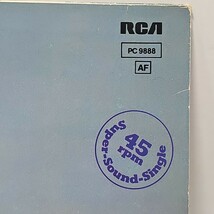 RCA
PC 9888
AF
45
rpm
Super-Sound-Single